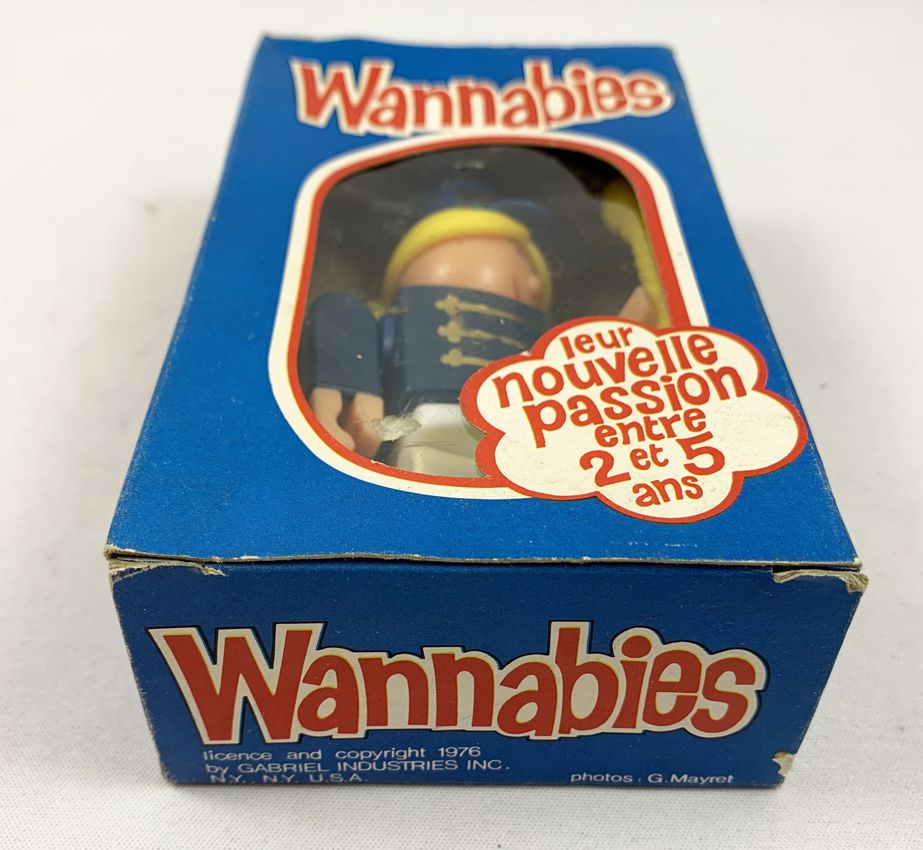 Wannabies
leur
nouvelle
passion
entre
2 et 5
ans
Wannabies
licence and copyright 1976
by GABRIEL INDUSTRIES INC.
N.Y., N.Y. U.S.A.
photos : G.Mayret